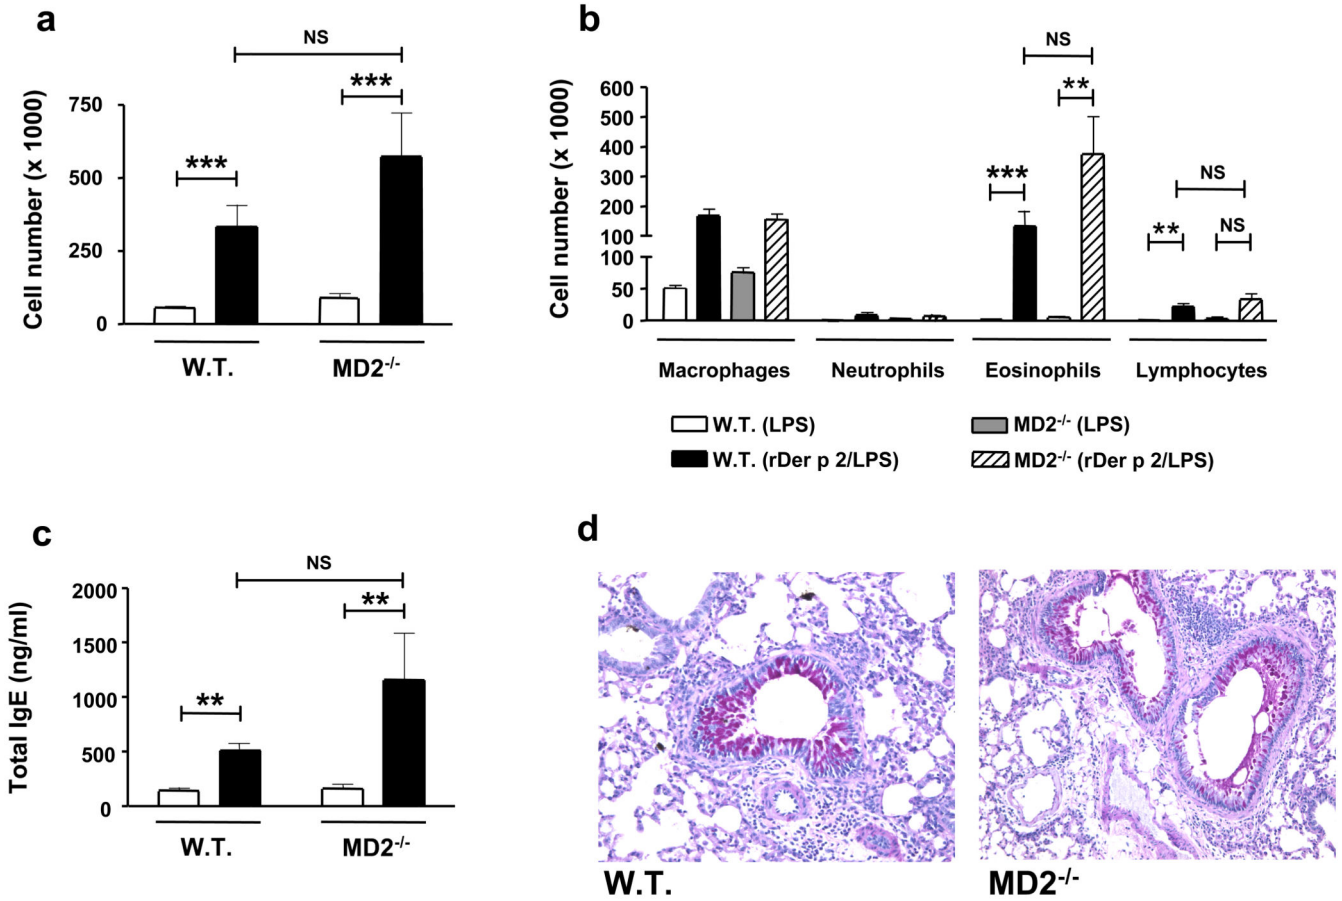 a
NS
***
***
Cell number (x 1000)
750
500
250
0
W.T.
MD2-/-
b
NS
**
***
NS
**
NS
Cell number (x 1000)
600
500
400
300
200
100
100
50
0
Macrophages
Neutrophils
Eosinophils
Lymphocytes
W.T. (LPS)
MD2-/- (LPS)
W.T. (rDer p 2/LPS)
MD2-/- (rDer p 2/LPS)
c
NS
**
**
Total IgE (ng/ml)
2000
1500
1000
500
0
W.T.
MD2-/-
d
W.T.
MD2-/-